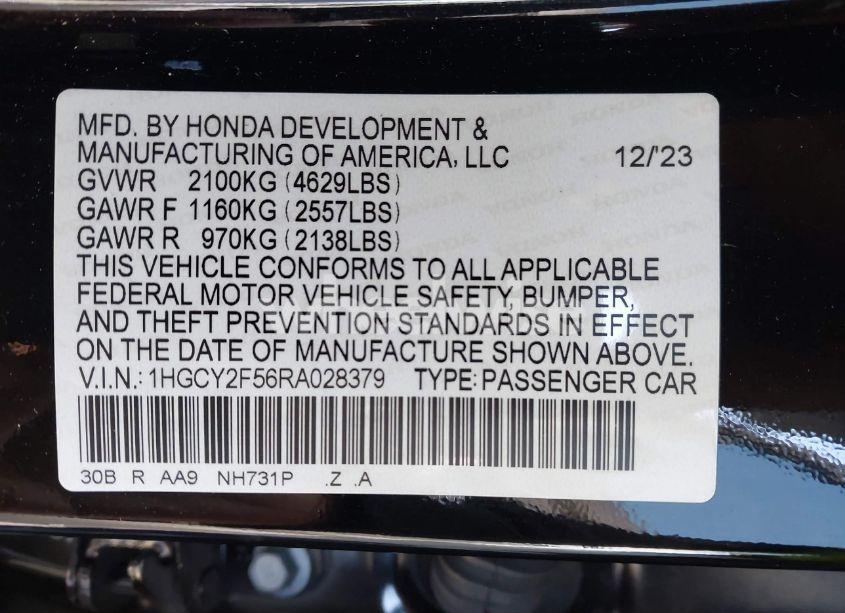 MFD. BY HONDA DEVELOPMENT &
MANUFACTURING OF AMERICA, LLC 12/'23
GVWR 2100KG (4629LBS)
GAWR F 1160KG (2557LBS)
GAWR R 970KG (2138LBS)
THIS VEHICLE CONFORMS TO ALL APPLICABLE
FEDERAL MOTOR VEHICLE SAFETY, BUMPER,
AND THEFT PREVENTION STANDARDS IN EFFECT
ON THE DATE OF MANUFACTURE SHOWN ABOVE.
V.I.N.: 1HGCY2F56RA028379 TYPE: PASSENGER CAR
30B R AA9 NH731P .Z .A